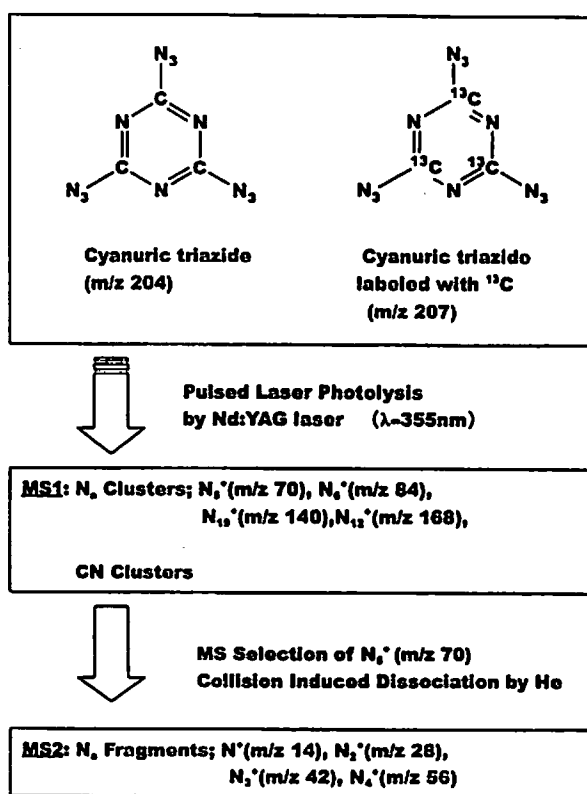 N₃ N₃
C ¹³C
N N N N
C C ¹³C ¹³C
N₃ N N₃ N₃ N N₃
Cyanuric triazide Cyanuric triazido
(m/z 204) labeled with ¹³C
(m/z 207)
Pulsed Laser Photolysis
by Nd:YAG laser (λ=355nm)
MS1: Nₙ Clusters; N₅⁺(m/z 70), N₆⁺(m/z 84),
N₁₀⁺(m/z 140),N₁₂⁺(m/z 168),
CN Clusters
MS Selection of N₅⁺(m/z 70)
Collision Induced Dissociation by He
MS2: Nₙ Fragments; N⁺(m/z 14), N₂⁺(m/z 28),
N₃⁺(m/z 42), N₄⁺(m/z 56)